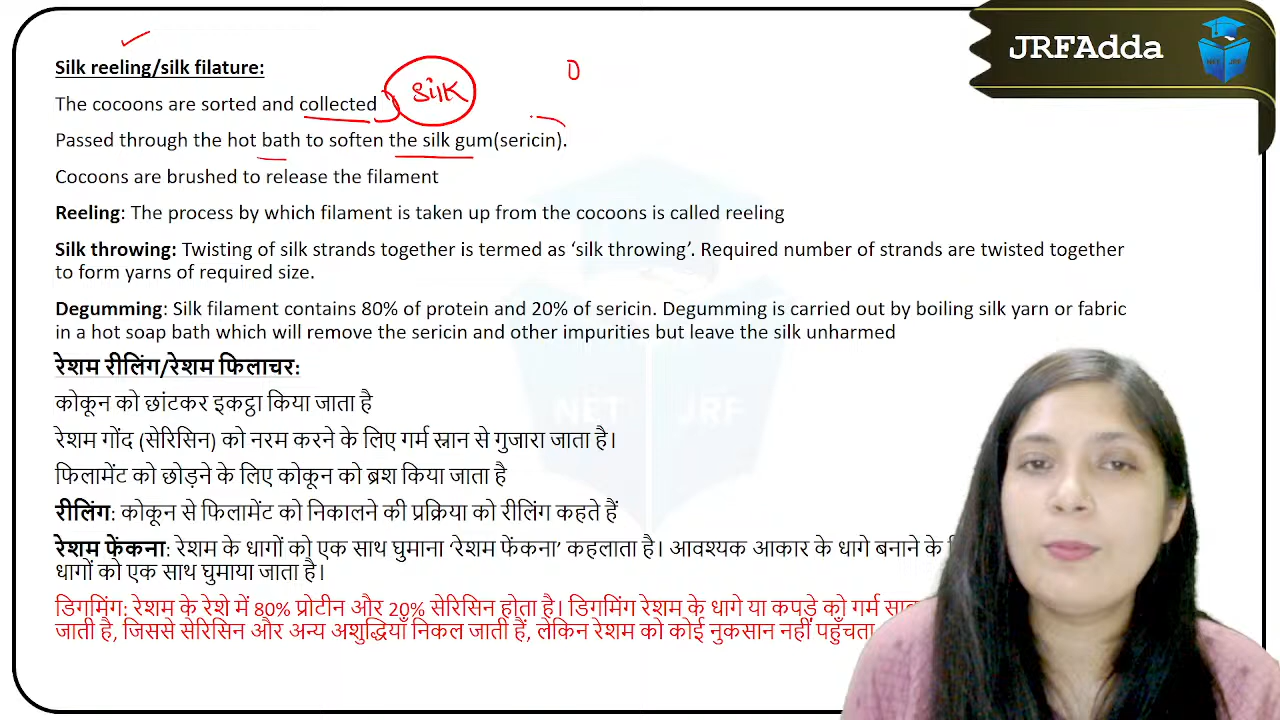 JRFAdda
NET JRF
Silk reeling/silk filature:
The cocoons are sorted and collected
Silk
Passed through the hot bath to soften the silk gum(sericin).
Cocoons are brushed to release the filament
Reeling: The process by which filament is taken up from the cocoons is called reeling
Silk throwing: Twisting of silk strands together is termed as ‘silk throwing’. Required number of strands are twisted together
to form yarns of required size.
Degumming: Silk filament contains 80% of protein and 20% of sericin. Degumming is carried out by boiling silk yarn or fabric
in a hot soap bath which will remove the sericin and other impurities but leave the silk unharmed
रेशम रीलिंग/रेशम फिलाचर:
कोकून को छांटकर इकट्ठा किया जाता है
NET JRF
रेशम गोंद (सेरिसिन) को नरम करने के लिए गर्म स्नान से गुजारा जाता है।
फिलामेंट को छोड़ने के लिए कोकून को ब्रश किया जाता है
रीलिंग: कोकून से फिलामेंट को निकालने की प्रक्रिया को रीलिंग कहते हैं
रेशम फेंकना: रेशम के धागों को एक साथ घुमाना ‘रेशम फेंकना’ कहलाता है। आवश्यक आकार के धागे बनाने के
धागों को एक साथ घुमाया जाता है।
डिगमिंग: रेशम के रेशे में 80% प्रोटीन और 20% सेरिसिन होता है। डिगमिंग रेशम के धागे या कपड़े को गर्म
जाती है, जिससे सेरिसिन और अन्य अशुद्धियाँ निकल जाती हैं, लेकिन रेशम को कोई नुकसान नहीं पहुँचता